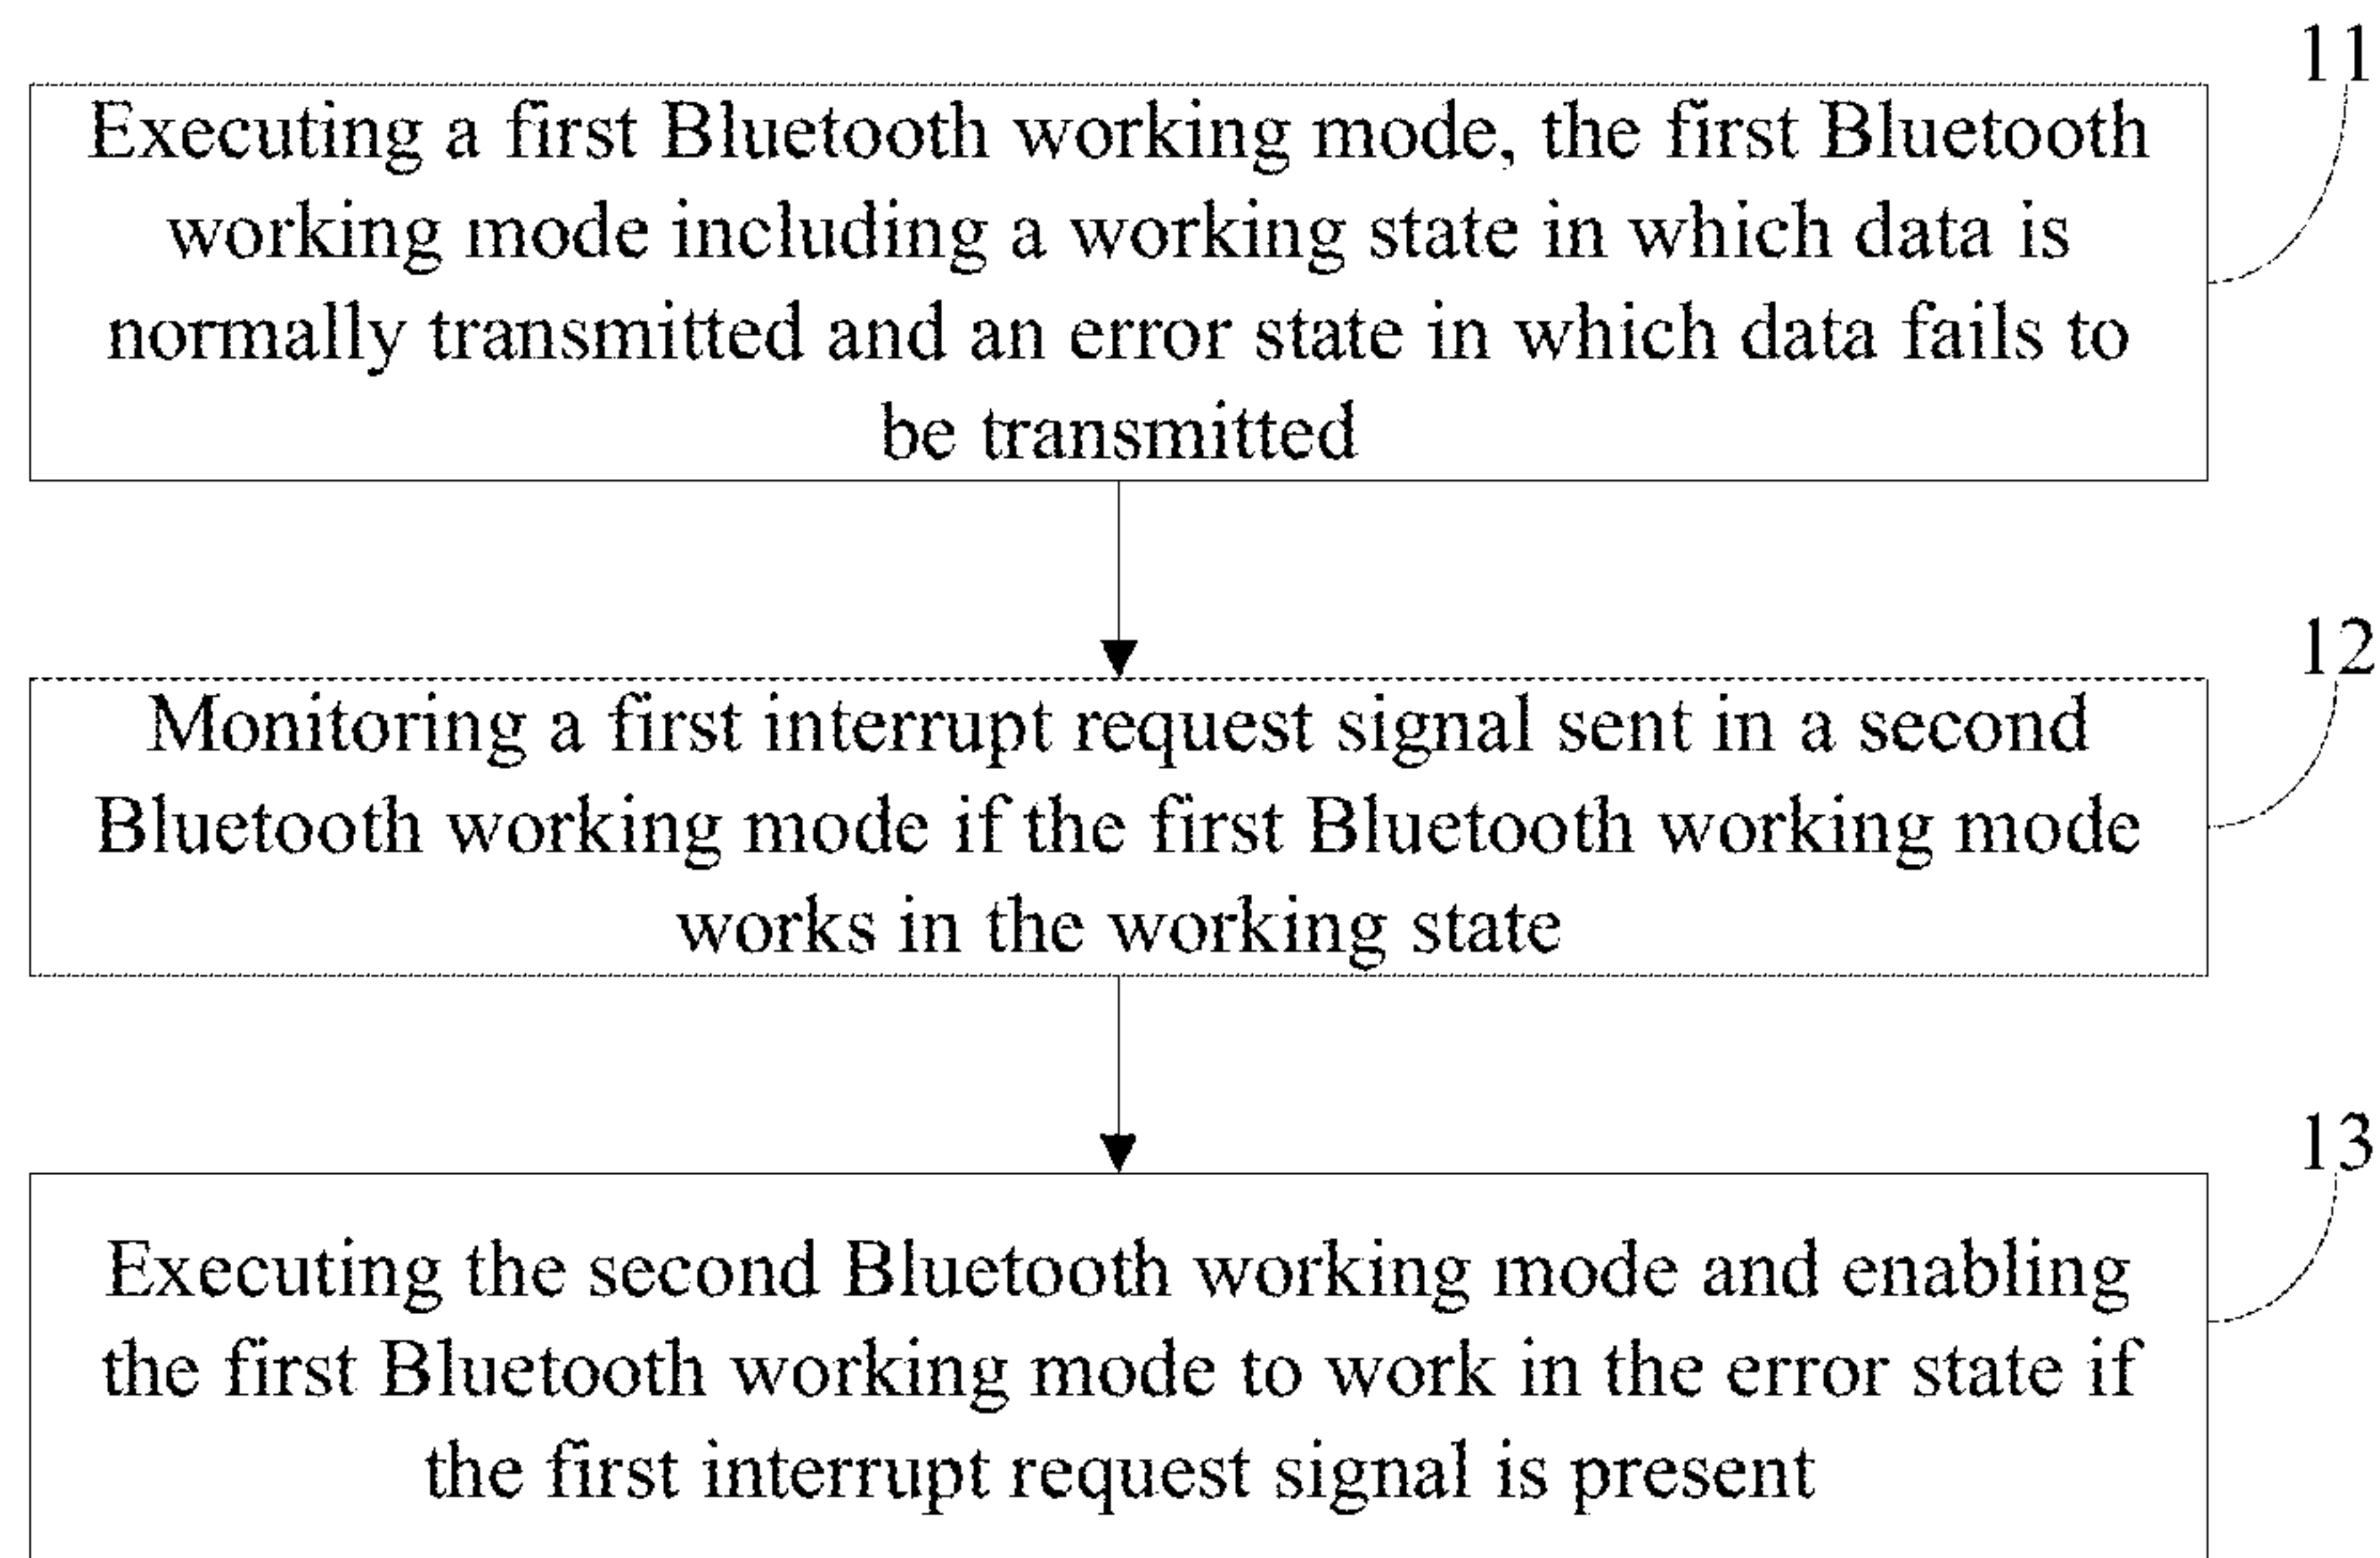 11
Executing a first Bluetooth working mode, the first Bluetooth
working mode including a working state in which data is
normally transmitted and an error state in which data fails to
be transmitted
12
Monitoring a first interrupt request signal sent in a second
Bluetooth working mode if the first Bluetooth working mode
works in the working state
13
Executing the second Bluetooth working mode and enabling
the first Bluetooth working mode to work in the error state if
the first interrupt request signal is present